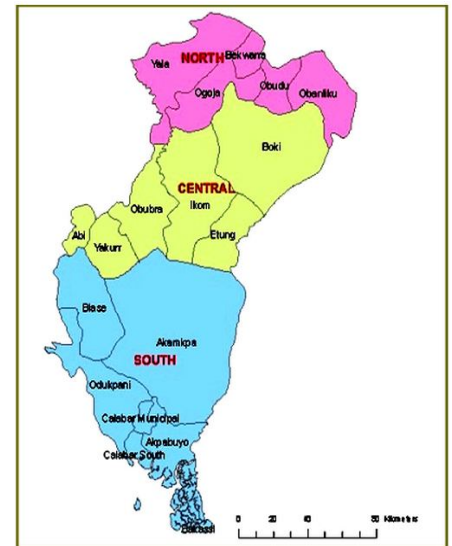 Yala
NORTH
Bekwarra
Ogoja
Obudu
Obanliku
Boki
CENTRAL
Ikom
Obubra
Etung
Abi
Yakurr
Biase
Akamkpa
SOUTH
Odukpani
Calabar Municipal
Akpabuyo
Calabar South
Bakassi
0 20 40 80
Kilometers